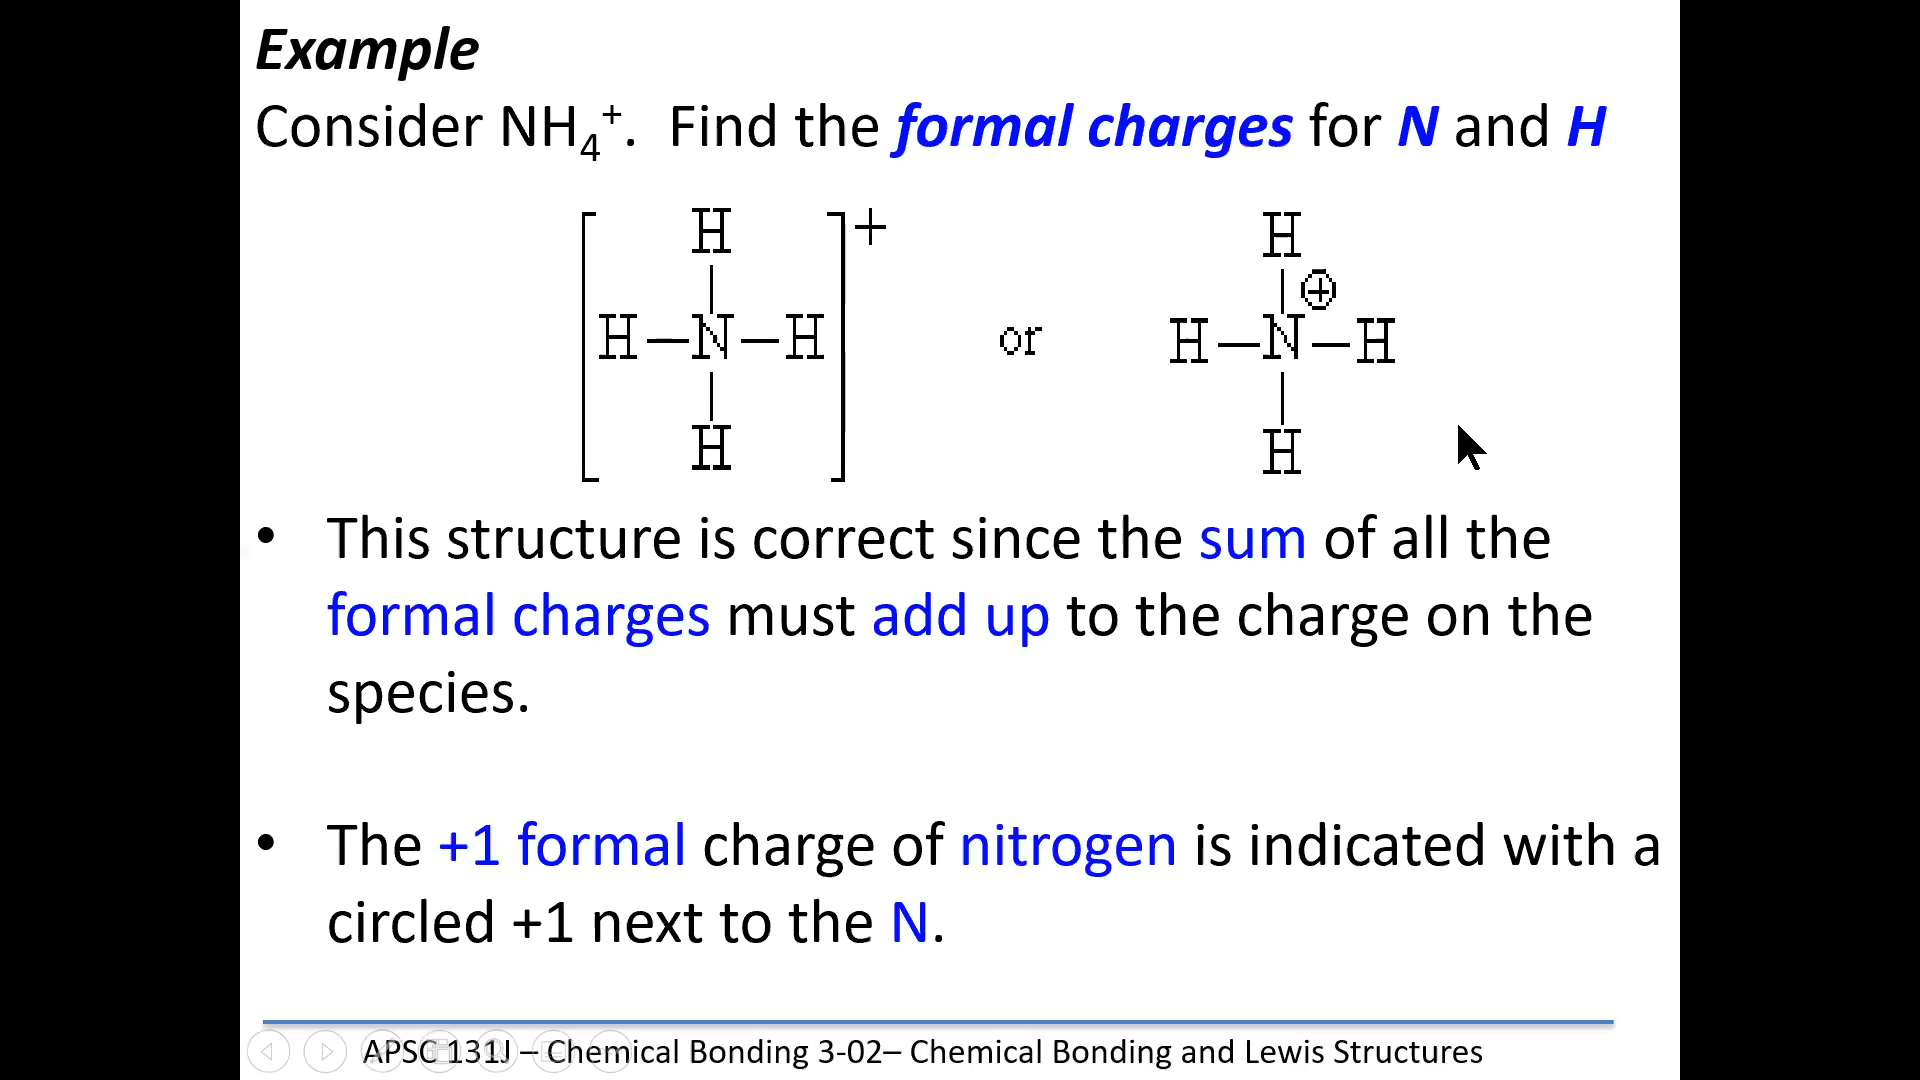 Example
Consider NH₄⁺. Find the formal charges for N and H
H H
+
⊕
H—N—H or H—N—H
H H
• This structure is correct since the sum of all the
formal charges must add up to the charge on the
species.
• The +1 formal charge of nitrogen is indicated with a
circled +1 next to the N.
APSC 131J – Chemical Bonding 3-02– Chemical Bonding and Lewis Structures